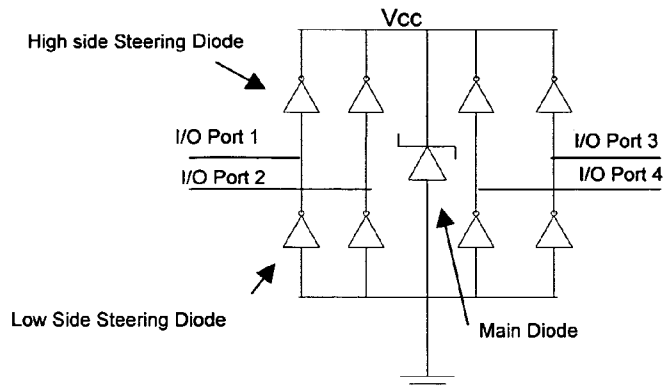 Vcc
High side Steering Diode
I/O Port 1
I/O Port 3
I/O Port 2
I/O Port 4
Low Side Steering Diode
Main Diode